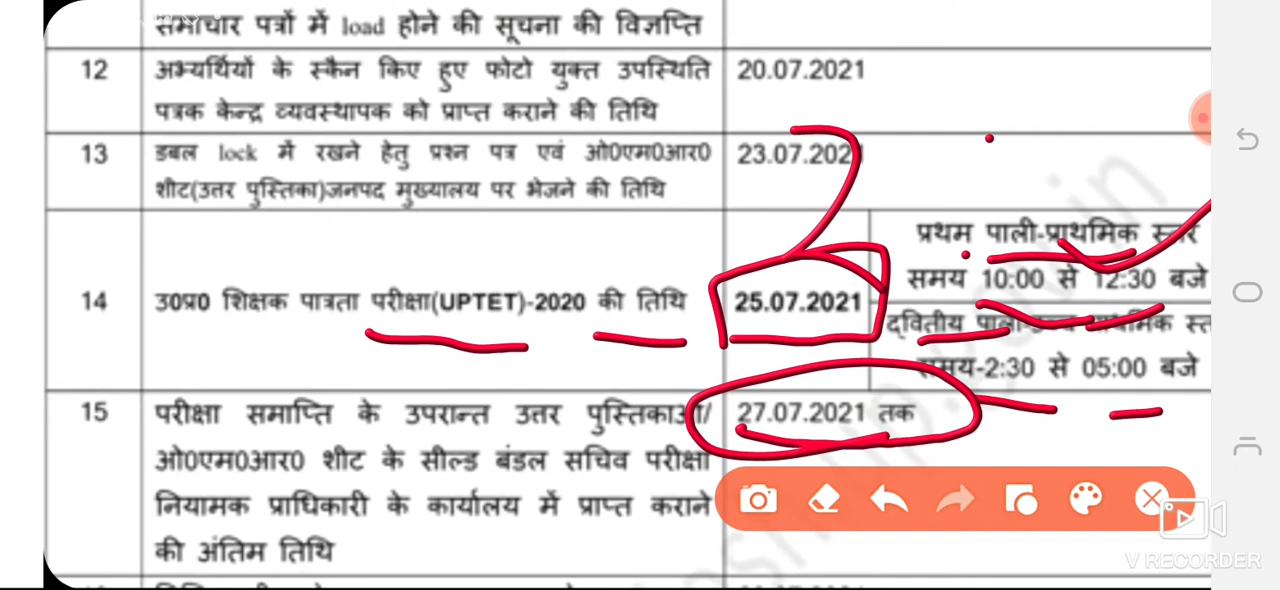 समाचार पत्रों में load होने की सूचना की विज्ञप्ति
12 अभ्यर्थियों के स्कैन किए हुए फोटो युक्त उपस्थिति 20.07.2021
पत्रक केन्द्र व्यवस्थापक को प्राप्त कराने की तिथि
13 डबल lock में रखने हेतु प्रश्न पत्र एवं ओ0एम0आर0 23.07.2021
शीट(उत्तर पुस्तिका)जनपद मुख्यालय पर भेजने की तिथि
प्रथम पाली-प्राथमिक स्तर
समय 10:00 से 12:30 बजे
14 उ0प्र0 शिक्षक पात्रता परीक्षा(UPTET)-2020 की तिथि 25.07.2021
द्वितीय पाली-उच्च प्राथमिक स्त
समय-2:30 से 05:00 बजे
15 परीक्षा समाप्ति के उपरान्त उत्तर पुस्तिकाओं/ 27.07.2021 तक
ओ0एम0आर0 शीट के सील्ड बंडल सचिव परीक्षा
नियामक प्राधिकारी के कार्यालय में प्राप्त कराने
की अंतिम तिथि
V RECORDER